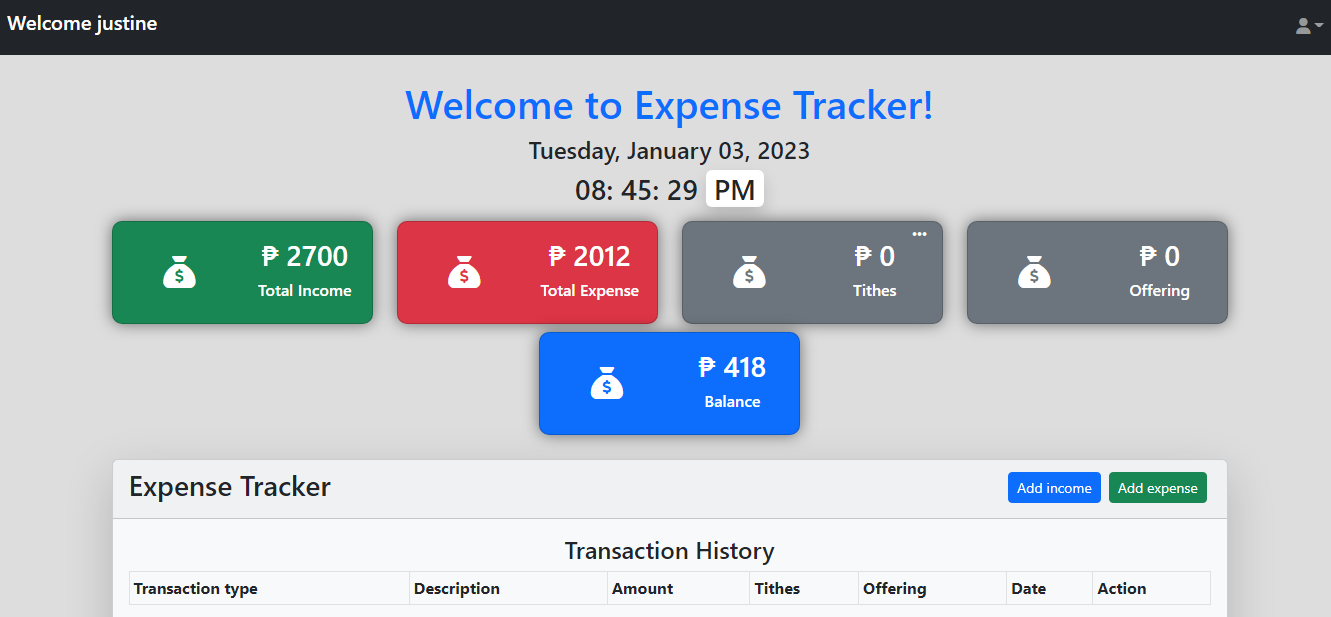 Welcome justine
Welcome to Expense Tracker!
Tuesday, January 03, 2023
08: 45: 29 PM
₱ 2700
Total Income
₱ 2012
Total Expense
₱ 0
Tithes
₱ 0
Offering
₱ 418
Balance
Expense Tracker
Add income
Add expense
Transaction History
Transaction type Description Amount Tithes Offering Date Action